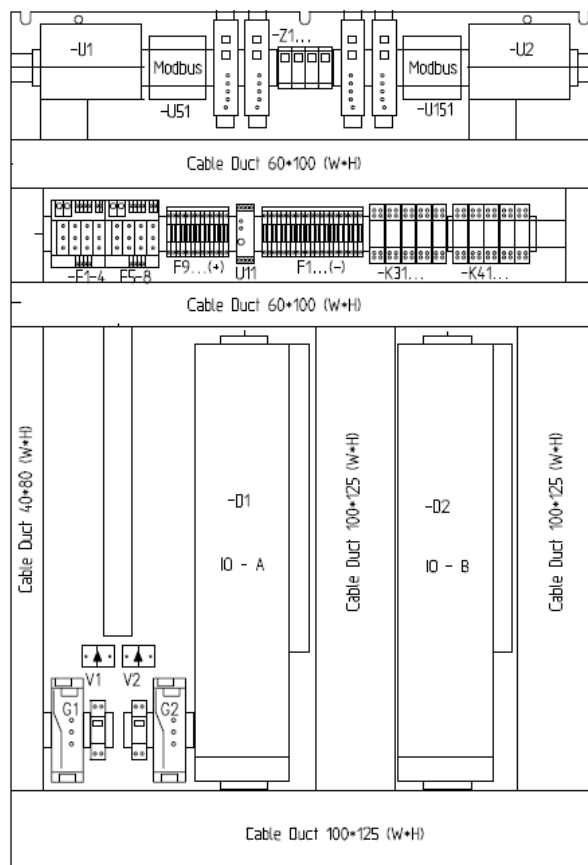 -U1
Modbus
-U51
-Z1...
Modbus
-U151
-U2
Cable Duct 60*100 (W*H)
-F1-4
F5-8
F9...(+)
U11
F1...(-)
-K31...
-K41...
Cable Duct 60*100 (W*H)
Cable Duct 40*80 (W*H)
-D1
IO - A
Cable Duct 100*125 (W*H)
-D2
IO - B
Cable Duct 100*125 (W*H)
V1
V2
G1
G2
Cable Duct 100*125 (W*H)